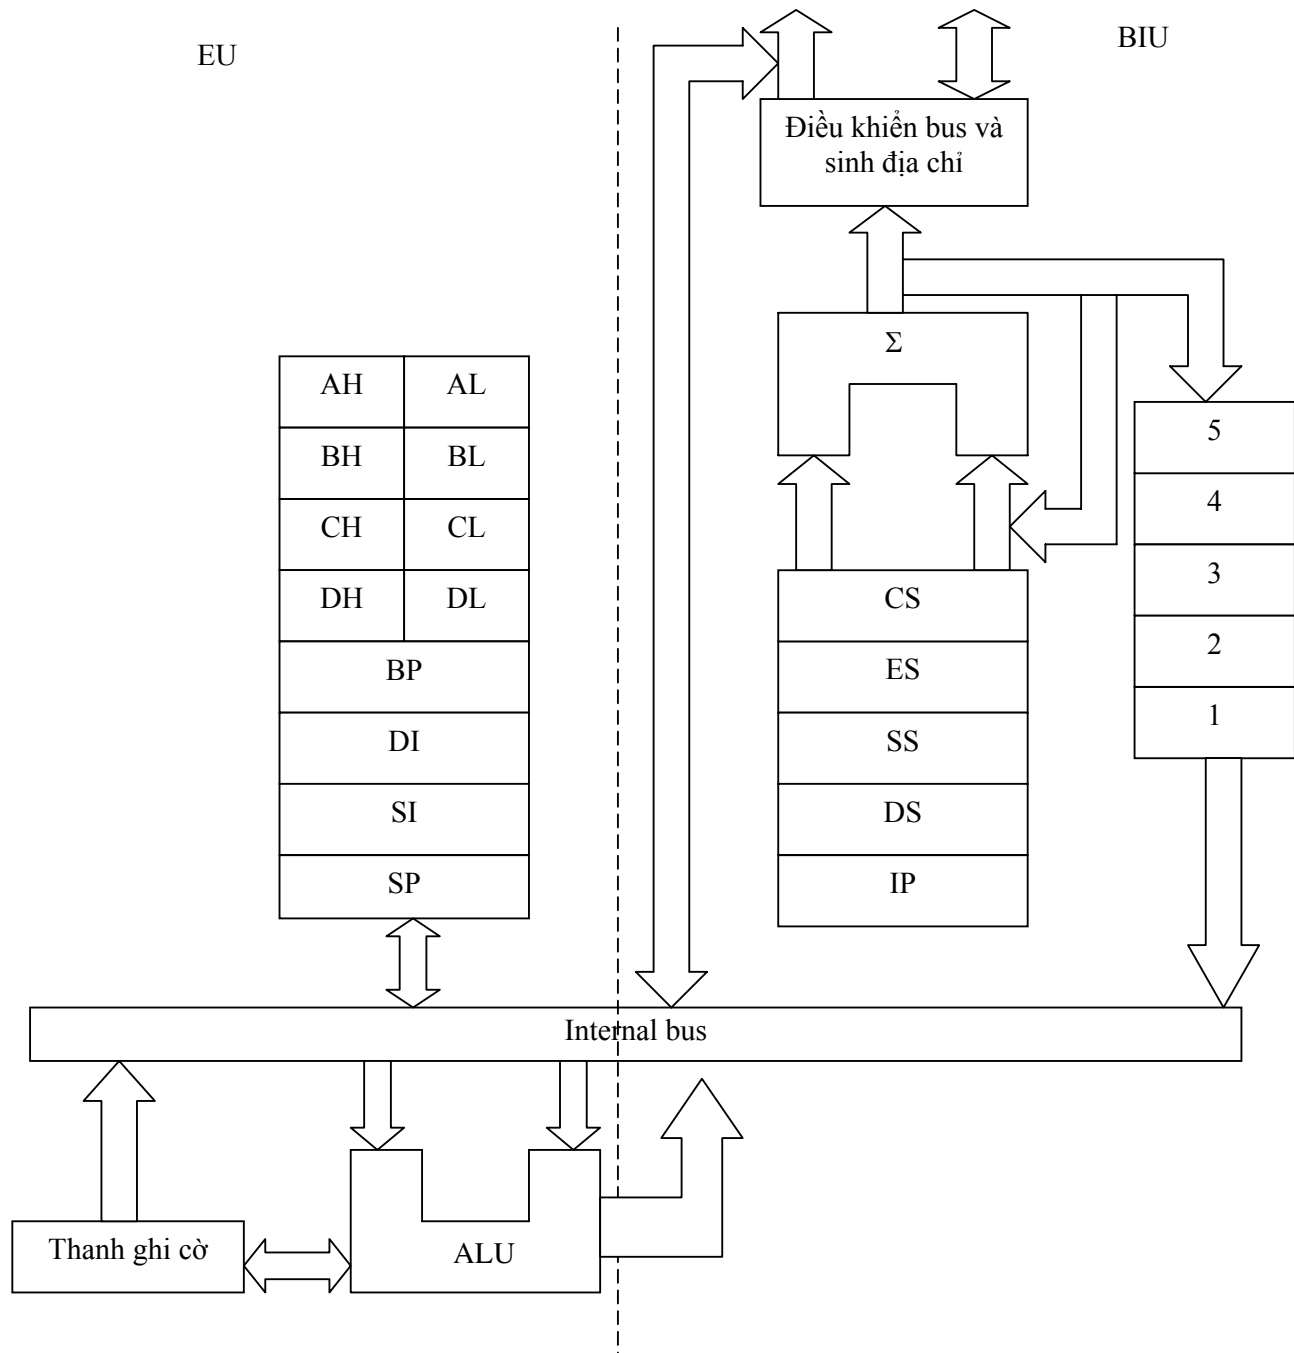 EU
BIU
Điều khiển bus và
sinh địa chỉ
Σ
AH AL
BH BL
CH CL
DH DL
BP
DI
SI
SP
CS
ES
SS
DS
IP
5
4
3
2
1
Internal bus
Thanh ghi cờ
ALU